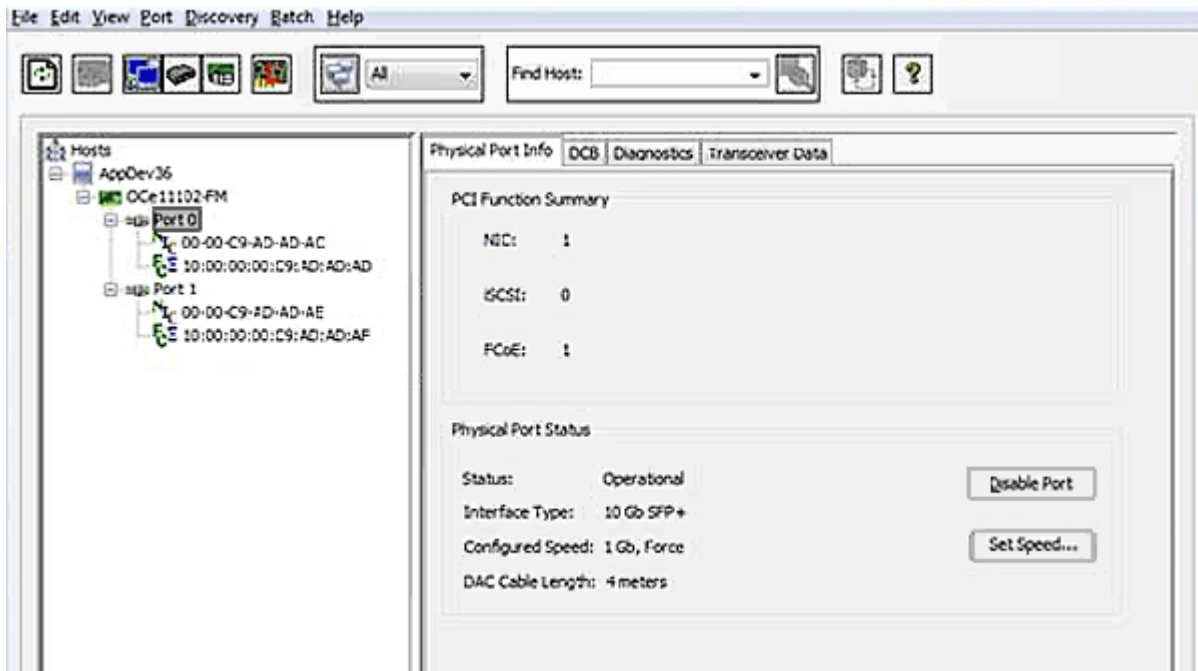 File Edit View Port Discovery Batch Help
All
Find Host:
Hosts
AppDev36
OCe11102-FM
Port 0
00-00-C9-AD-AD-AC
10:00:00:00:C9:AD:AD:AD
Port 1
00-00-C9-AD-AD-AE
10:00:00:00:C9:AD:AD:AF
Physical Port Info DCB Diagnostics Transceiver Data
PCI Function Summary
NIC: 1
iSCSI: 0
FCoE: 1
Physical Port Status
Status: Operational
Disable Port
Interface Type: 10 Gb SFP+
Configured Speed: 1 Gb, Force
Set Speed...
DAC Cable Length: 4 meters